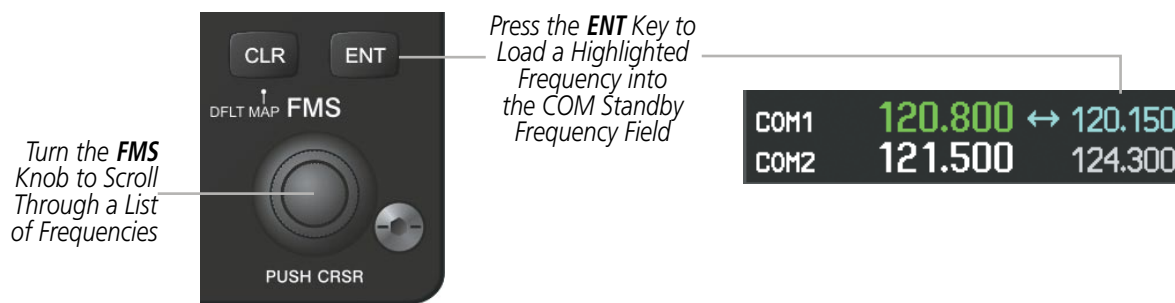 Press the ENT Key to
Load a Highlighted
Frequency into
the COM Standby
Frequency Field
CLR
ENT
DFLT MAP
FMS
PUSH CRSR
Turn the FMS
Knob to Scroll
Through a List
of Frequencies
COM1 120.800 ↔ 120.150
COM2 121.500 124.300